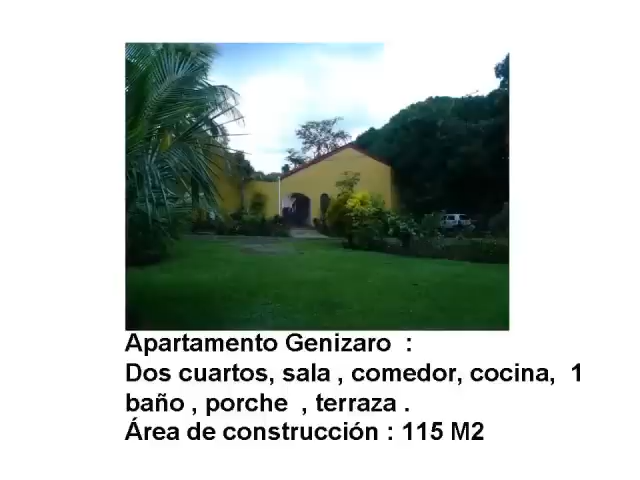 Apartamento Genizaro  :
Dos cuartos, sala , comedor, cocina,  1
baño , porche  , terraza .
Área de construcción : 115 M2